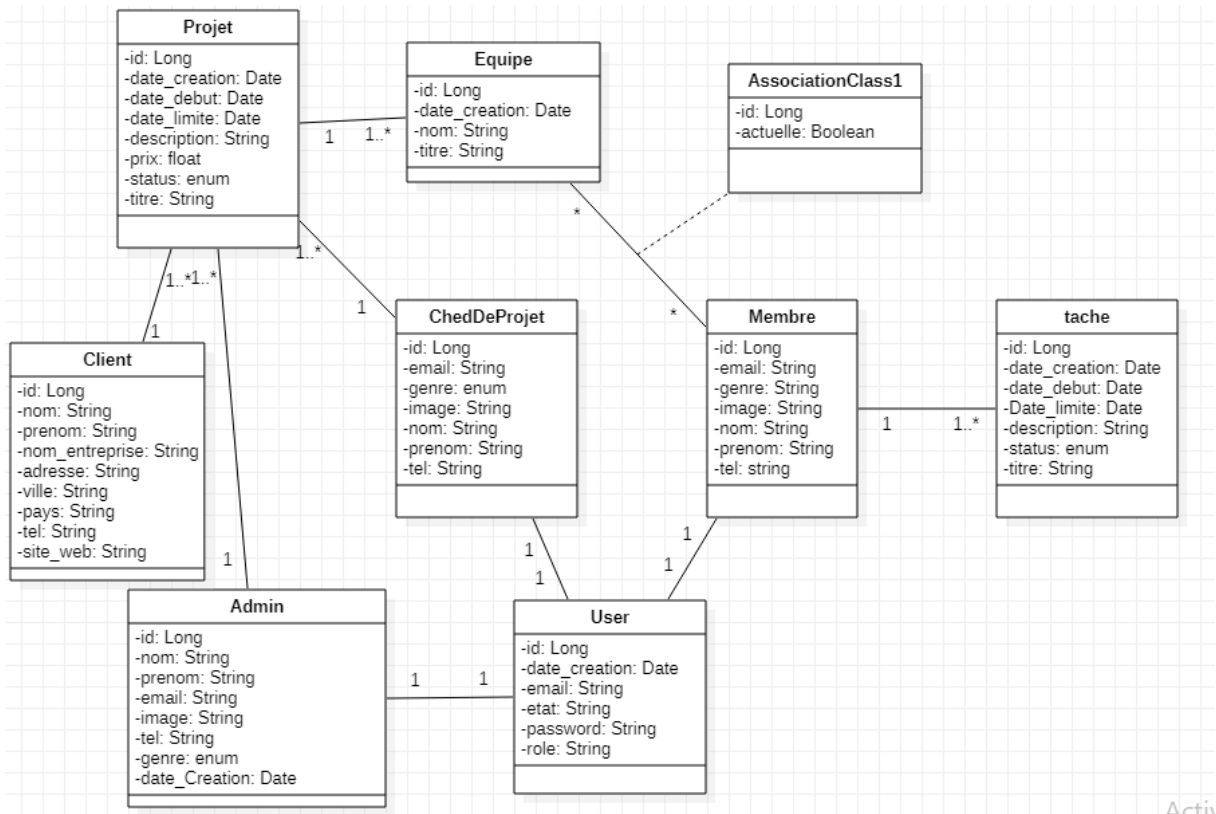 Projet
-id: Long
-date_creation: Date
-date_debut: Date
-date_limite: Date
-description: String
-prix: float
-status: enum
-titre: String
Equipe
-id: Long
-date_creation: Date
-nom: String
-titre: String
AssociationClass1
-id: Long
-actuelle: Boolean
1
1..*
*
*
1..*
1
1..*
1..*
1
1
ChedDeProjet
-id: Long
-email: String
-genre: enum
-image: String
-nom: String
-prenom: String
-tel: String
Membre
-id: Long
-email: String
-genre: String
-image: String
-nom: String
-prenom: String
-tel: string
1
1..*
tache
-id: Long
-date_creation: Date
-date_debut: Date
-Date_limite: Date
-description: String
-status: enum
-titre: String
Client
-id: Long
-nom: String
-prenom: String
-nom_entreprise: String
-adresse: String
-ville: String
-pays: String
-tel: String
-site_web: String
1
1
1
1
Admin
-id: Long
-nom: String
-prenom: String
-email: String
-image: String
-tel: String
-genre: enum
-date_Creation: Date
1
1
User
-id: Long
-date_creation: Date
-email: String
-etat: String
-password: String
-role: String
Activ